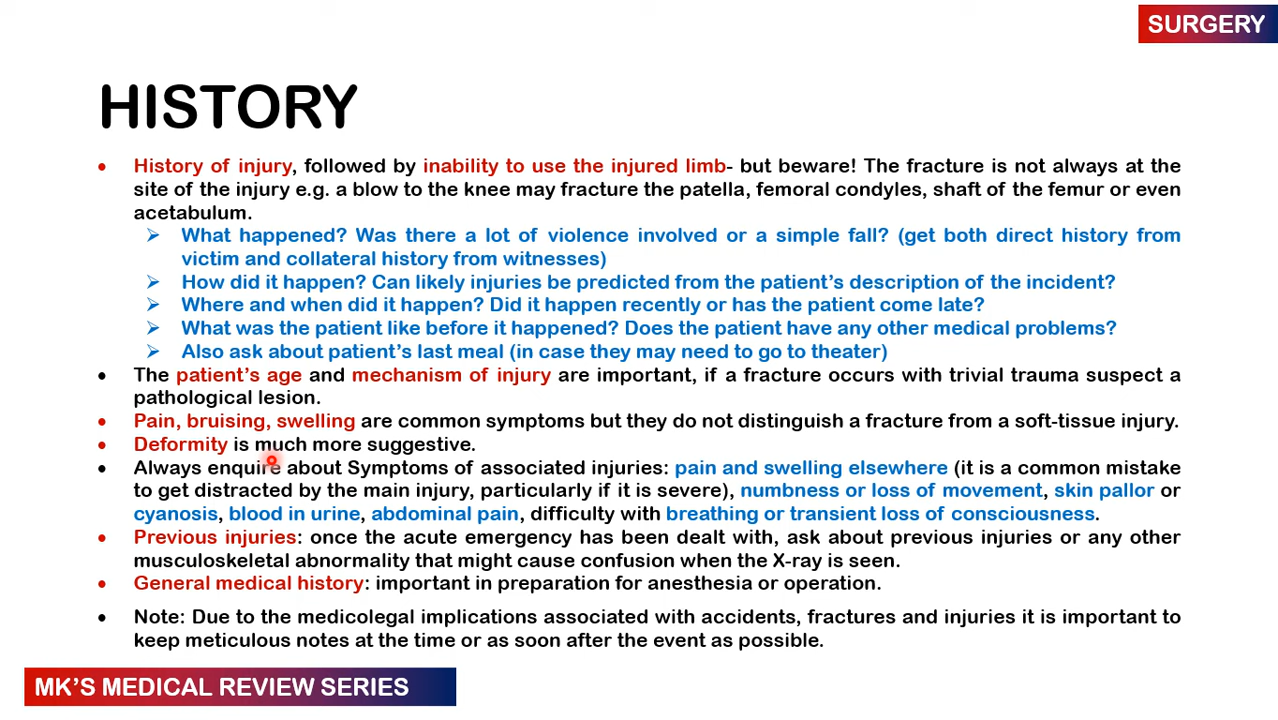 SURGERY
HISTORY
• History of injury, followed by inability to use the injured limb- but beware! The fracture is not always at the
site of the injury e.g. a blow to the knee may fracture the patella, femoral condyles, shaft of the femur or even
acetabulum.
➢ What happened? Was there a lot of violence involved or a simple fall? (get both direct history from
victim and collateral history from witnesses)
➢ How did it happen? Can likely injuries be predicted from the patient's description of the incident?
➢ Where and when did it happen? Did it happen recently or has the patient come late?
➢ What was the patient like before it happened? Does the patient have any other medical problems?
➢ Also ask about patient's last meal (in case they may need to go to theater)
• The patient's age and mechanism of injury are important, if a fracture occurs with trivial trauma suspect a
pathological lesion.
• Pain, bruising, swelling are common symptoms but they do not distinguish a fracture from a soft-tissue injury.
• Deformity is much more suggestive.
• Always enquire about Symptoms of associated injuries: pain and swelling elsewhere (it is a common mistake
to get distracted by the main injury, particularly if it is severe), numbness or loss of movement, skin pallor or
cyanosis, blood in urine, abdominal pain, difficulty with breathing or transient loss of consciousness.
• Previous injuries: once the acute emergency has been dealt with, ask about previous injuries or any other
musculoskeletal abnormality that might cause confusion when the X-ray is seen.
• General medical history: important in preparation for anesthesia or operation.
• Note: Due to the medicolegal implications associated with accidents, fractures and injuries it is important to
keep meticulous notes at the time or as soon after the event as possible.
MK'S MEDICAL REVIEW SERIES